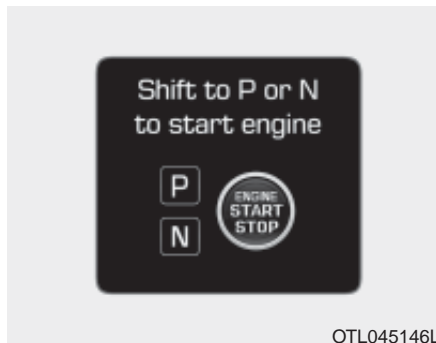 Shift to P or N
to start engine
P
N
ENGINE
START
STOP
OTL045146L